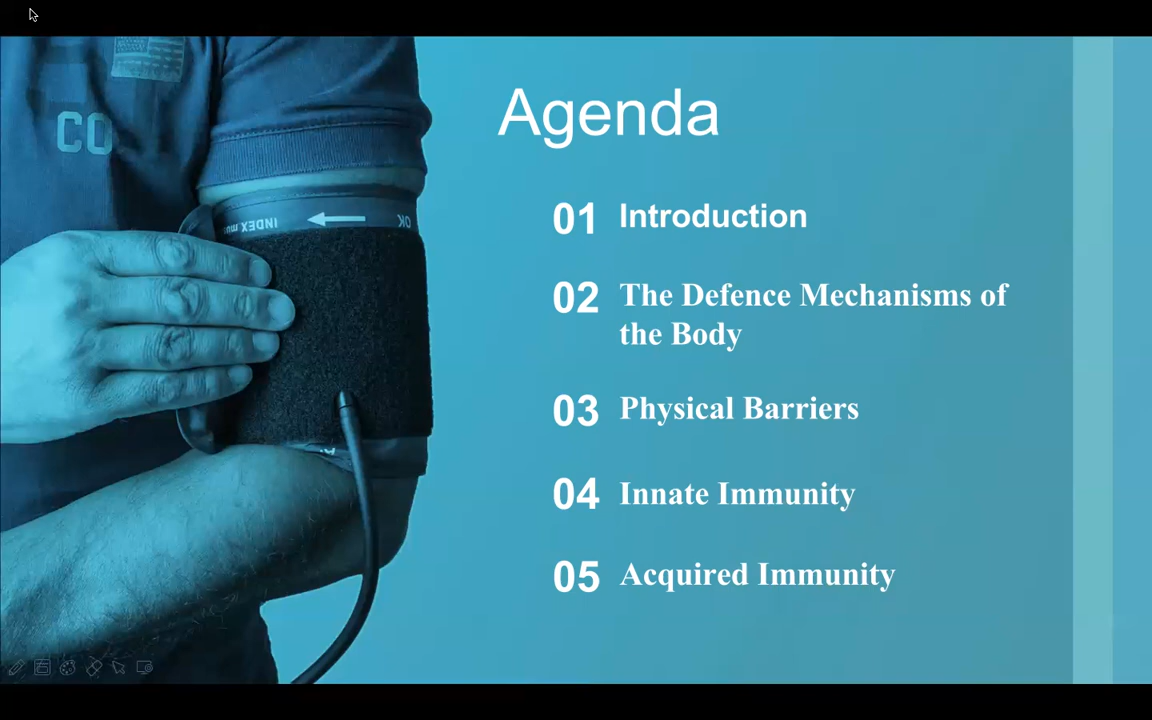 Agenda
01 Introduction
02 The Defence Mechanisms of
the Body
03 Physical Barriers
04 Innate Immunity
05 Acquired Immunity
CO
INDEX
OK